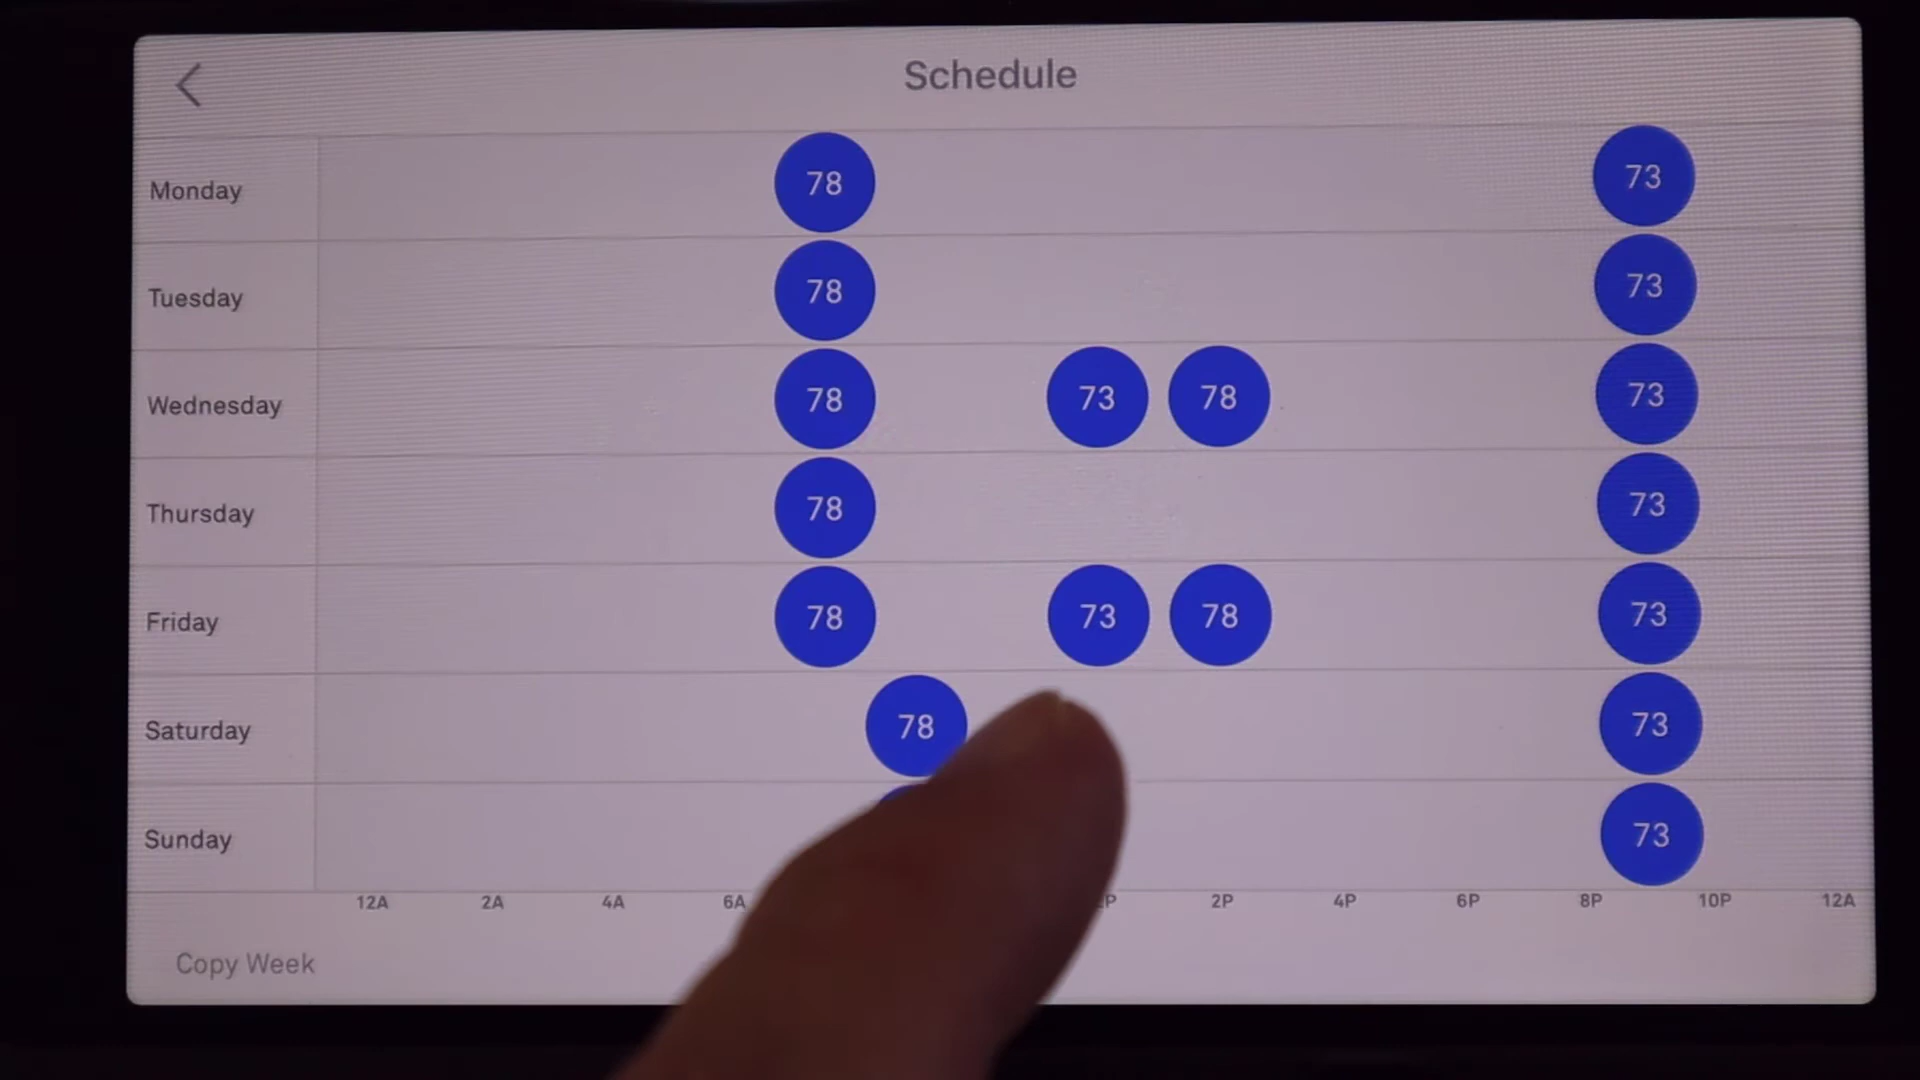 Schedule
Monday 78 73
Tuesday 78 73
Wednesday 78 73 78 73
Thursday 78 73
Friday 78 73 78 73
Saturday 78 73
Sunday 73
12A 2A 4A 6A 2P 4P 6P 8P 10P 12A
Copy Week